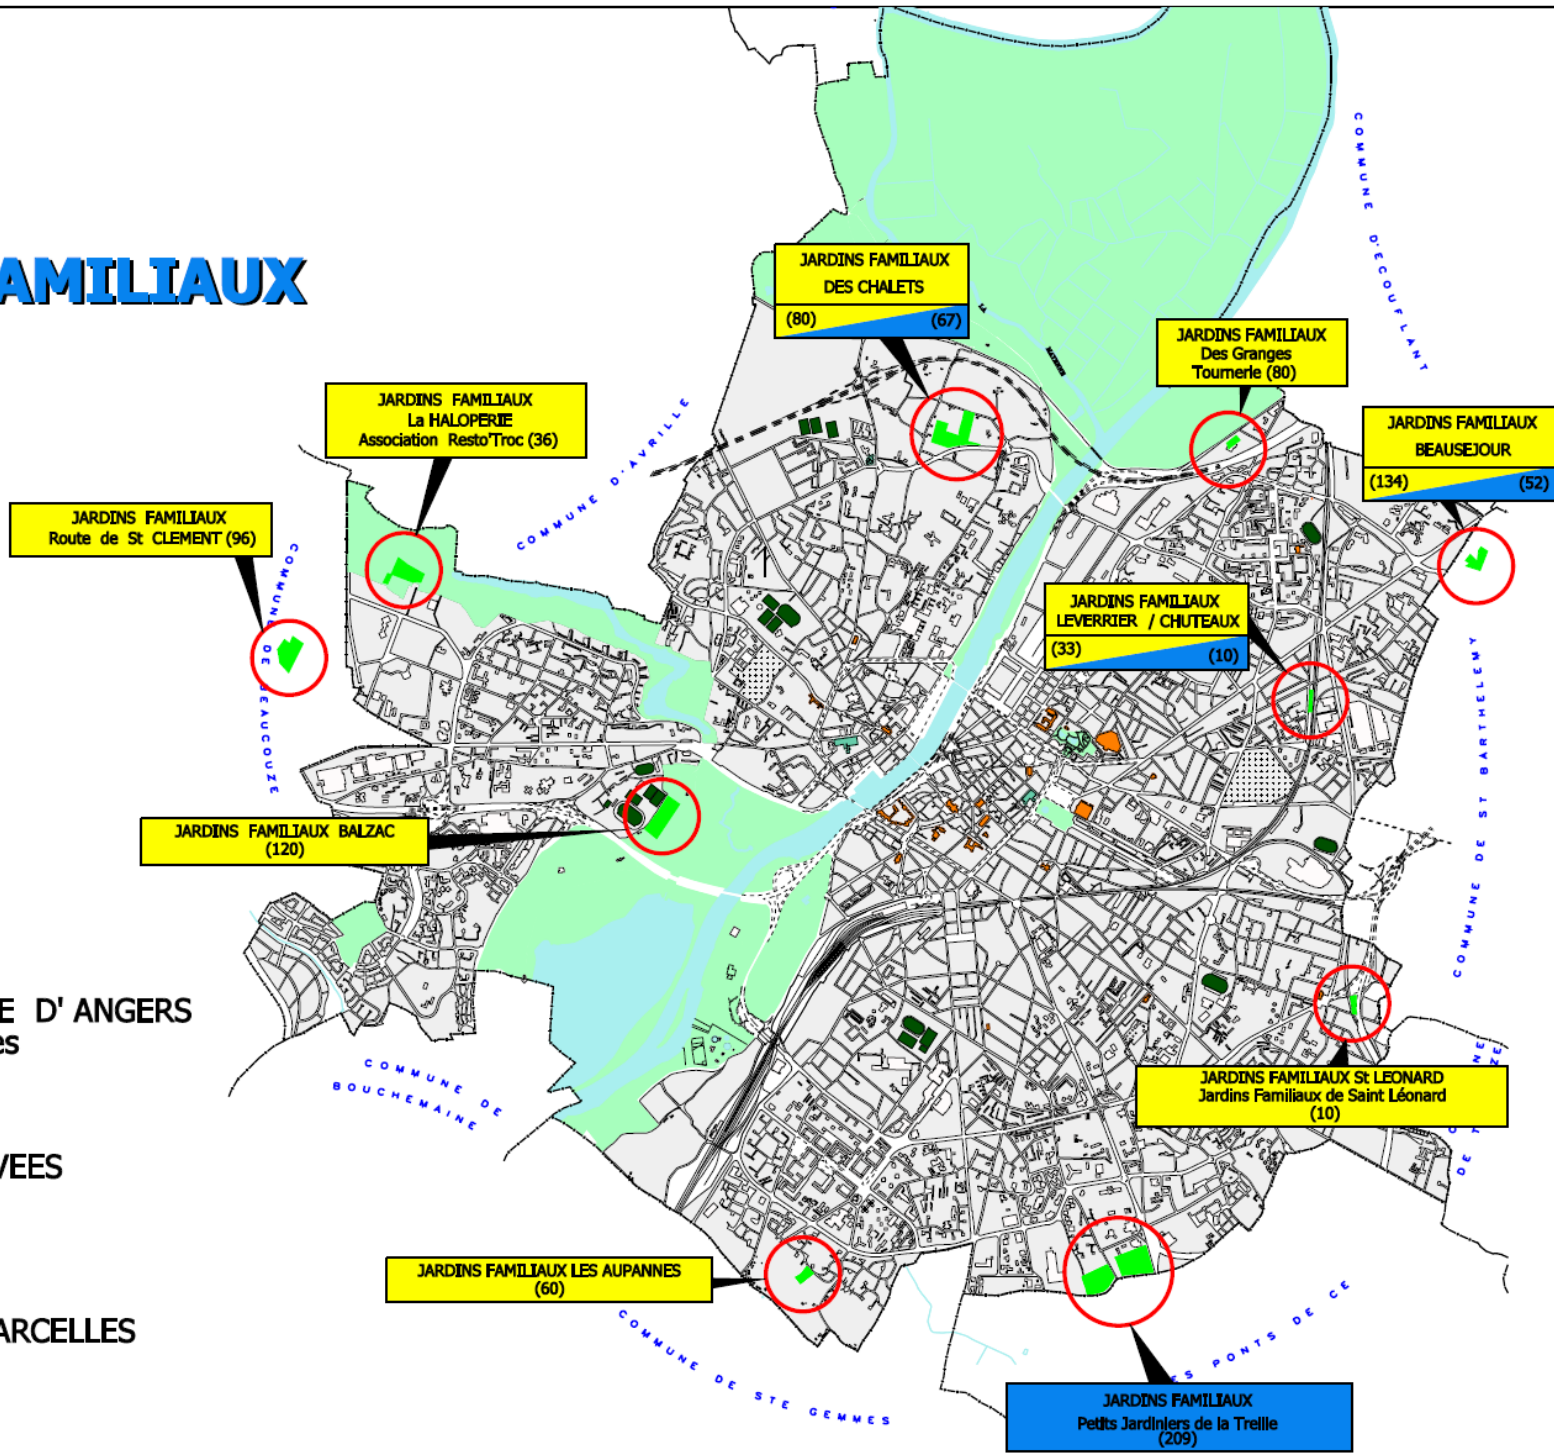 AMILIAUX
JARDINS FAMILIAUX
DES CHALETS
(80) (67)
JARDINS FAMILIAUX
Des Granges
Tournerie (80)
JARDINS FAMILIAUX
BEAUSEJOUR
(134) (52)
JARDINS FAMILIAUX
La HALOPERIE
Association Resto'Troc (36)
JARDINS FAMILIAUX
Route de St CLEMENT (96)
JARDINS FAMILIAUX
LEVERRIER / CHUTEAUX
(33) (10)
JARDINS FAMILIAUX BALZAC
(120)
JARDINS FAMILIAUX St LEONARD
Jardins Familiaux de Saint Léonard
(10)
JARDINS FAMILIAUX LES AUPANNES
(60)
JARDINS FAMILIAUX
Petits Jardiniers de la Treille
(209)
COMMUNE D'ECOUFLANT
COMMUNE D'AVRILLE
COMMUNE DE BEAUCOUZE
COMMUNE DE ST BARTHELEMY
COMMUNE DE
BOUCHEMAINE
COMMUNE DE STE GEMMES
ES PONTS DE CE
E D' ANGERS
es
VEES
ARCELLES
LA